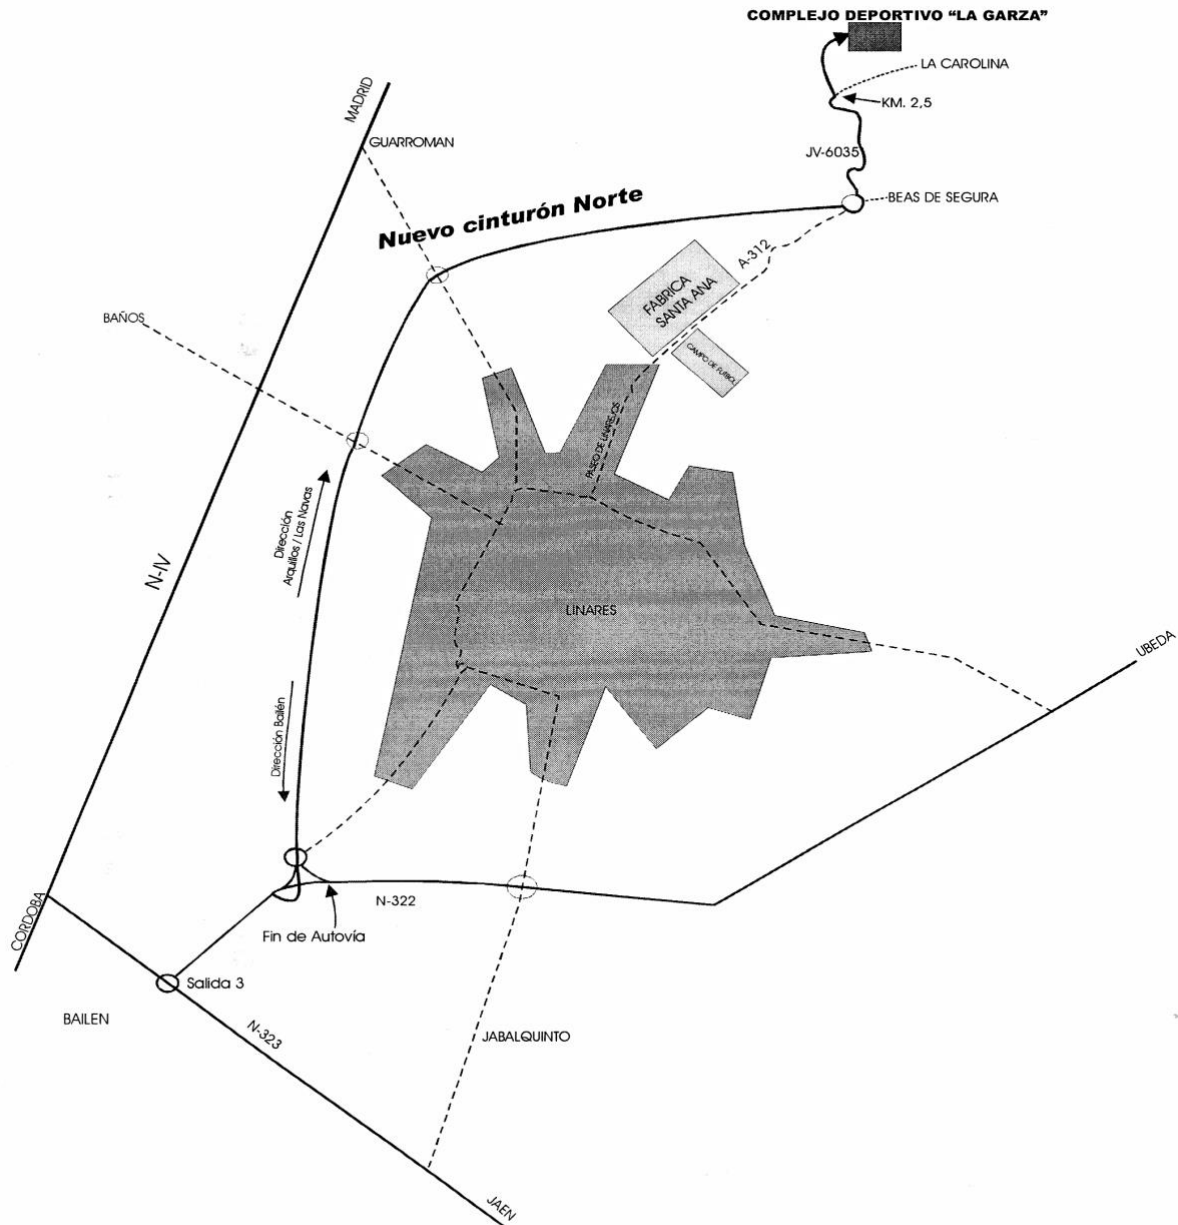 COMPLEJO DEPORTIVO “LA GARZA”
LA CAROLINA
KM. 2,5
MADRID
GUARROMAN
JV-6035
BEAS DE SEGURA
Nuevo cinturón Norte
A-312
FABRICA
SANTA ANA
BAÑOS
CAMPO DE FUTBOL
PASEO DE LINAREJOS
Dirección
Arquillos / Las Navas
N-IV
LINARES
UBEDA
Dirección Bailén
CORDOBA
N-322
Fin de Autovía
Salida 3
BAILEN
N-323
JABALQUINTO
JAEN